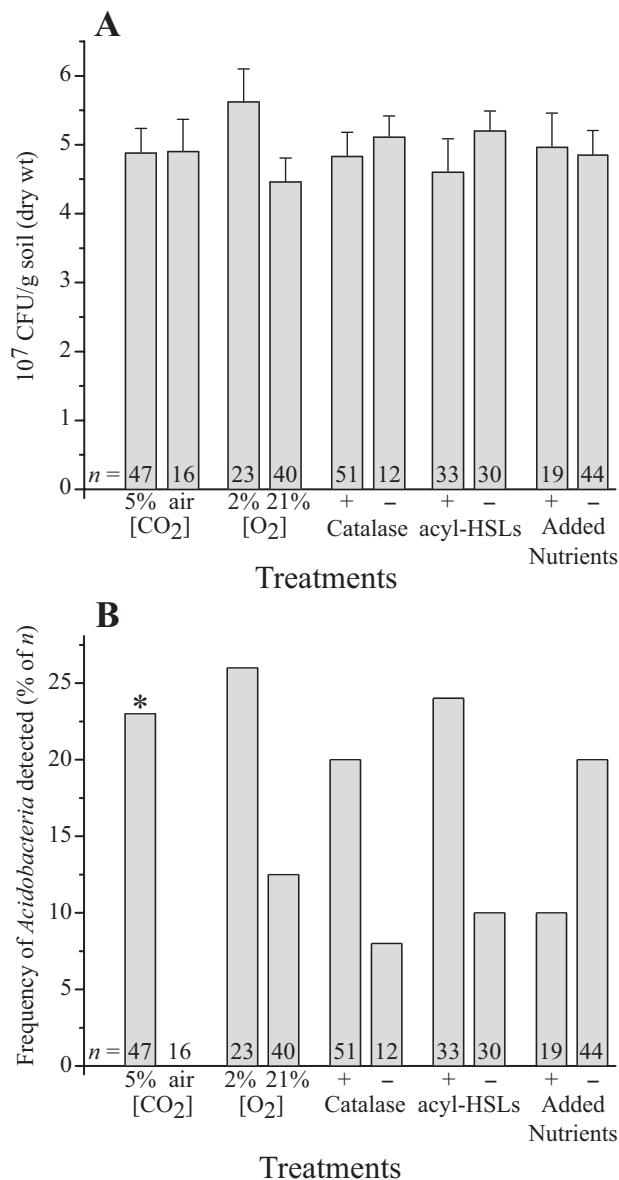 A
10⁷ CFU/g soil (dry wt)
6
5
4
3
2
1
0
n = 47 16 23 40 51 12 33 30 19 44
5% air 2% 21% + – + – + –
[CO₂] [O₂] Catalase acyl-HSLs Added
Nutrients
Treatments
B
Frequency of Acidobacteria detected (% of n)
25
20
15
10
5
0
*
n = 47 16 23 40 51 12 33 30 19 44
5% air 2% 21% + – + – + –
[CO₂] [O₂] Catalase acyl-HSLs Added
Nutrients
Treatments